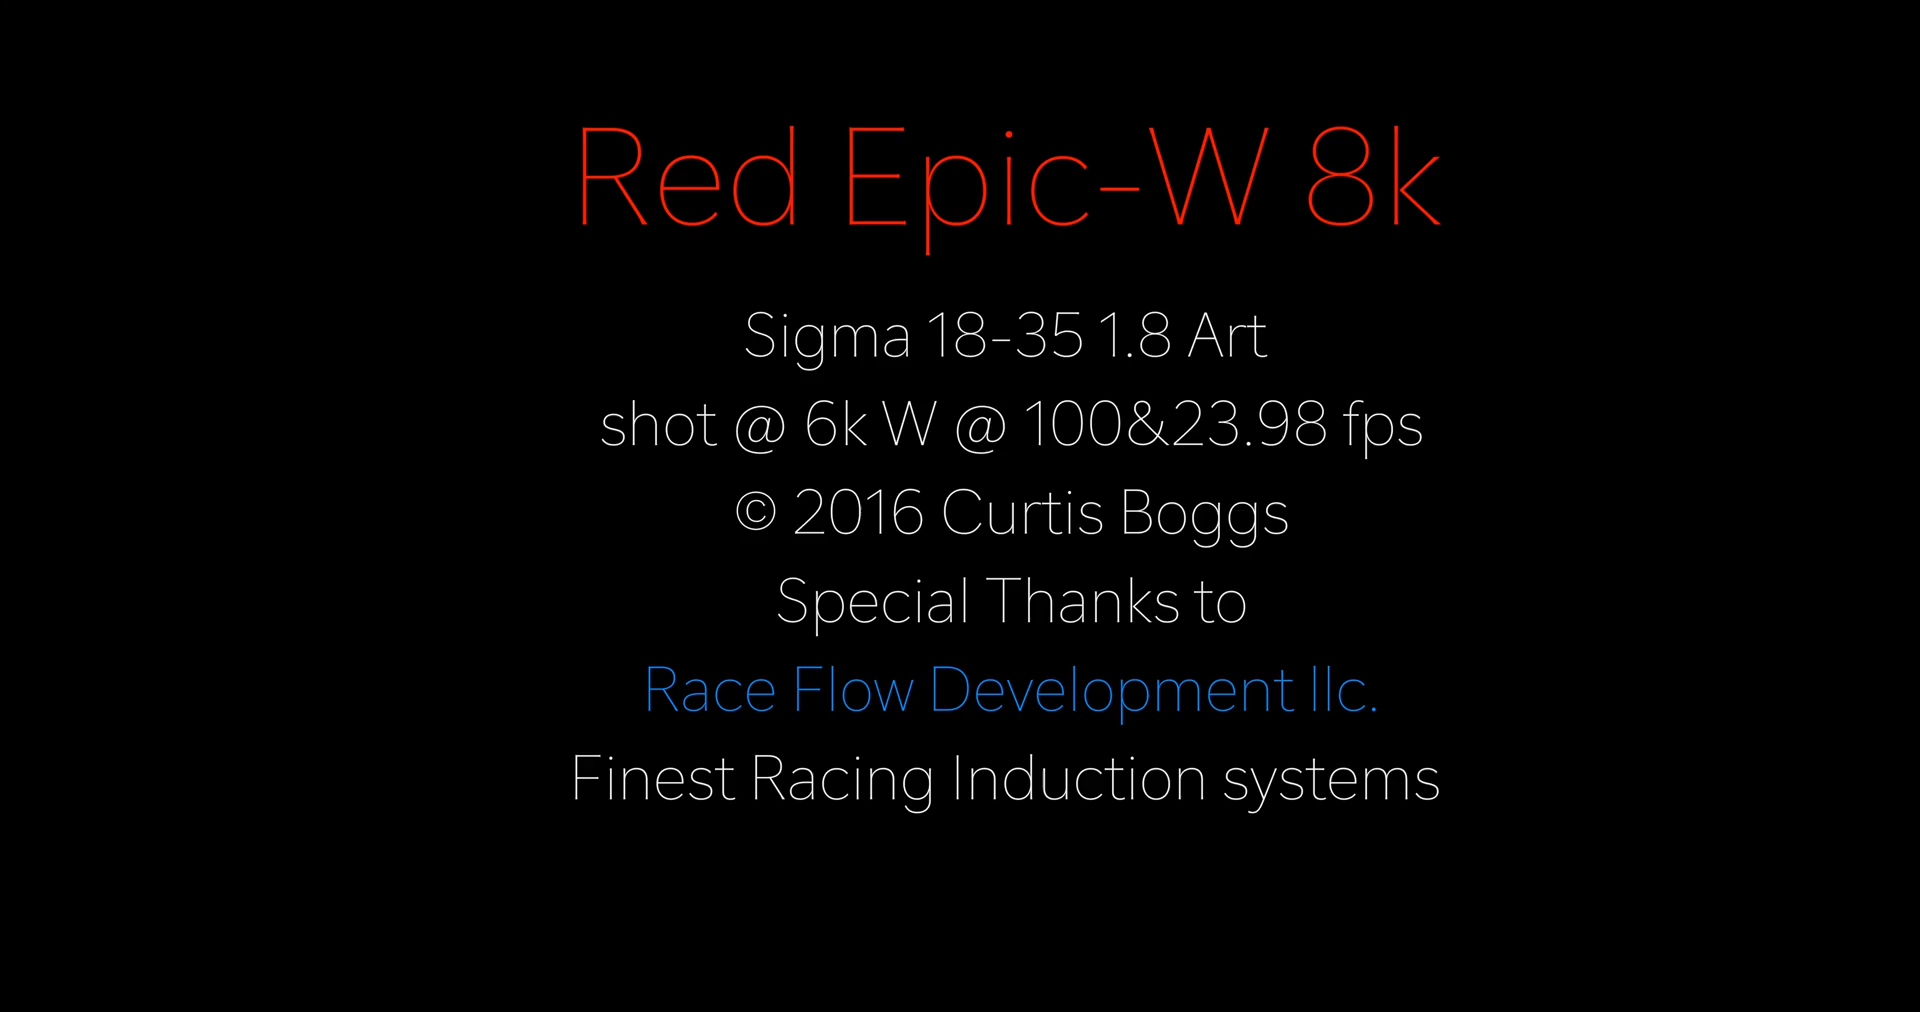 Red Epic-W 8k
Sigma 18-35 1.8 Art
shot @ 6k W @ 100&23.98 fps
© 2016 Curtis Boggs
Special Thanks to
Race Flow Development llc.
Finest Racing Induction systems